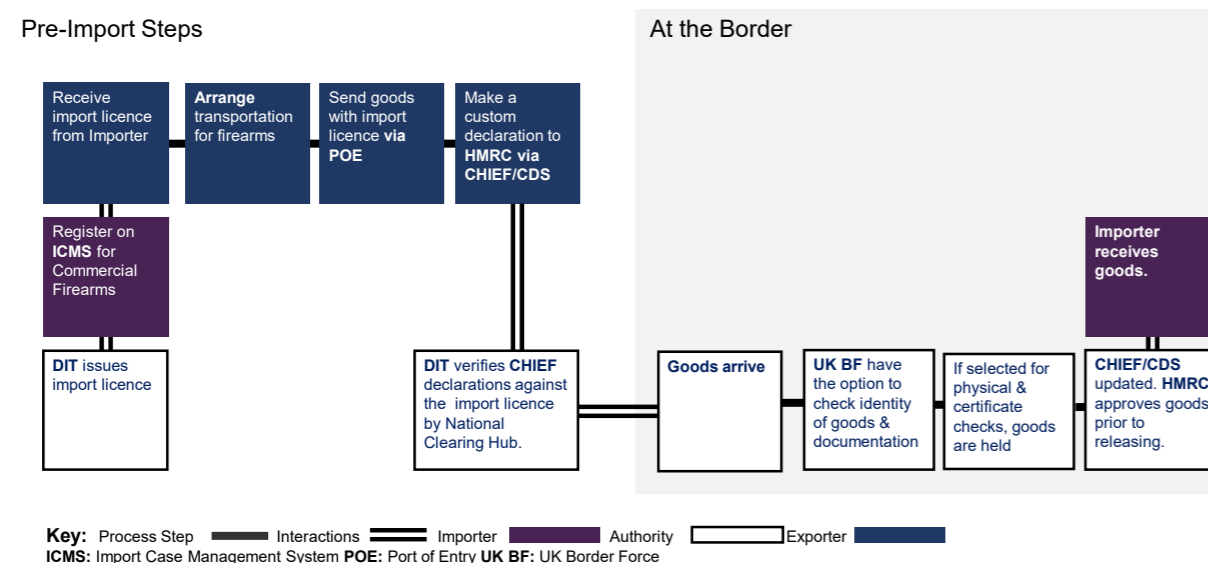 Pre-Import Steps
At the Border
Receive
import licence
from Importer
Arrange
transportation
for firearms
Send goods
with import
licence via
POE
Make a
custom
declaration to
HMRC via
CHIEF/CDS
Register on
ICMS for
Commercial
Firearms
Importer
receives
goods.
DIT issues
import licence
DIT verifies CHIEF
declarations against
the import licence
by National
Clearing Hub.
Goods arrive
UK BF have
the option to
check identity
of goods &
documentation
If selected for
physical &
certificate
checks, goods
are held
CHIEF/CDS
updated. HMRC
approves goods
prior to
releasing.
Key: Process Step Interactions Importer Authority Exporter
ICMS: Import Case Management System POE: Port of Entry UK BF: UK Border Force